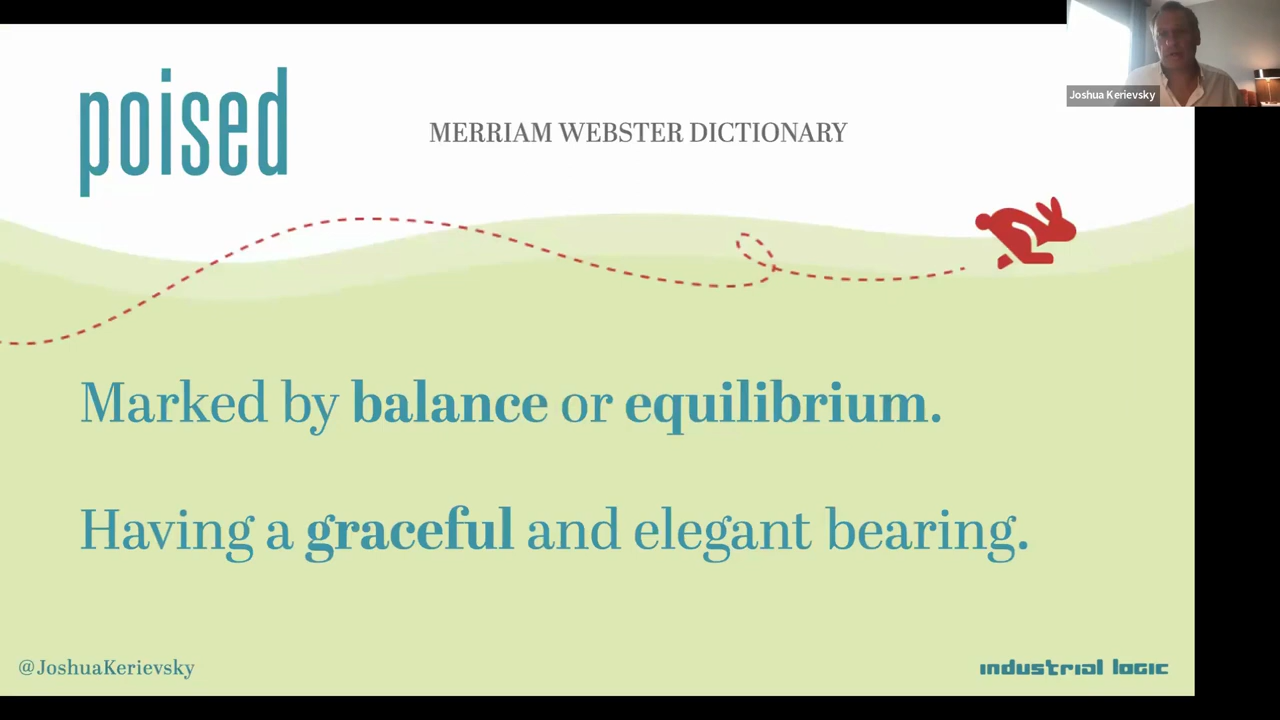 poised
MERRIAM WEBSTER DICTIONARY
Joshua Kerievsky
Marked by balance or equilibrium.
Having a graceful and elegant bearing.
@JoshuaKerievsky
industrial logic